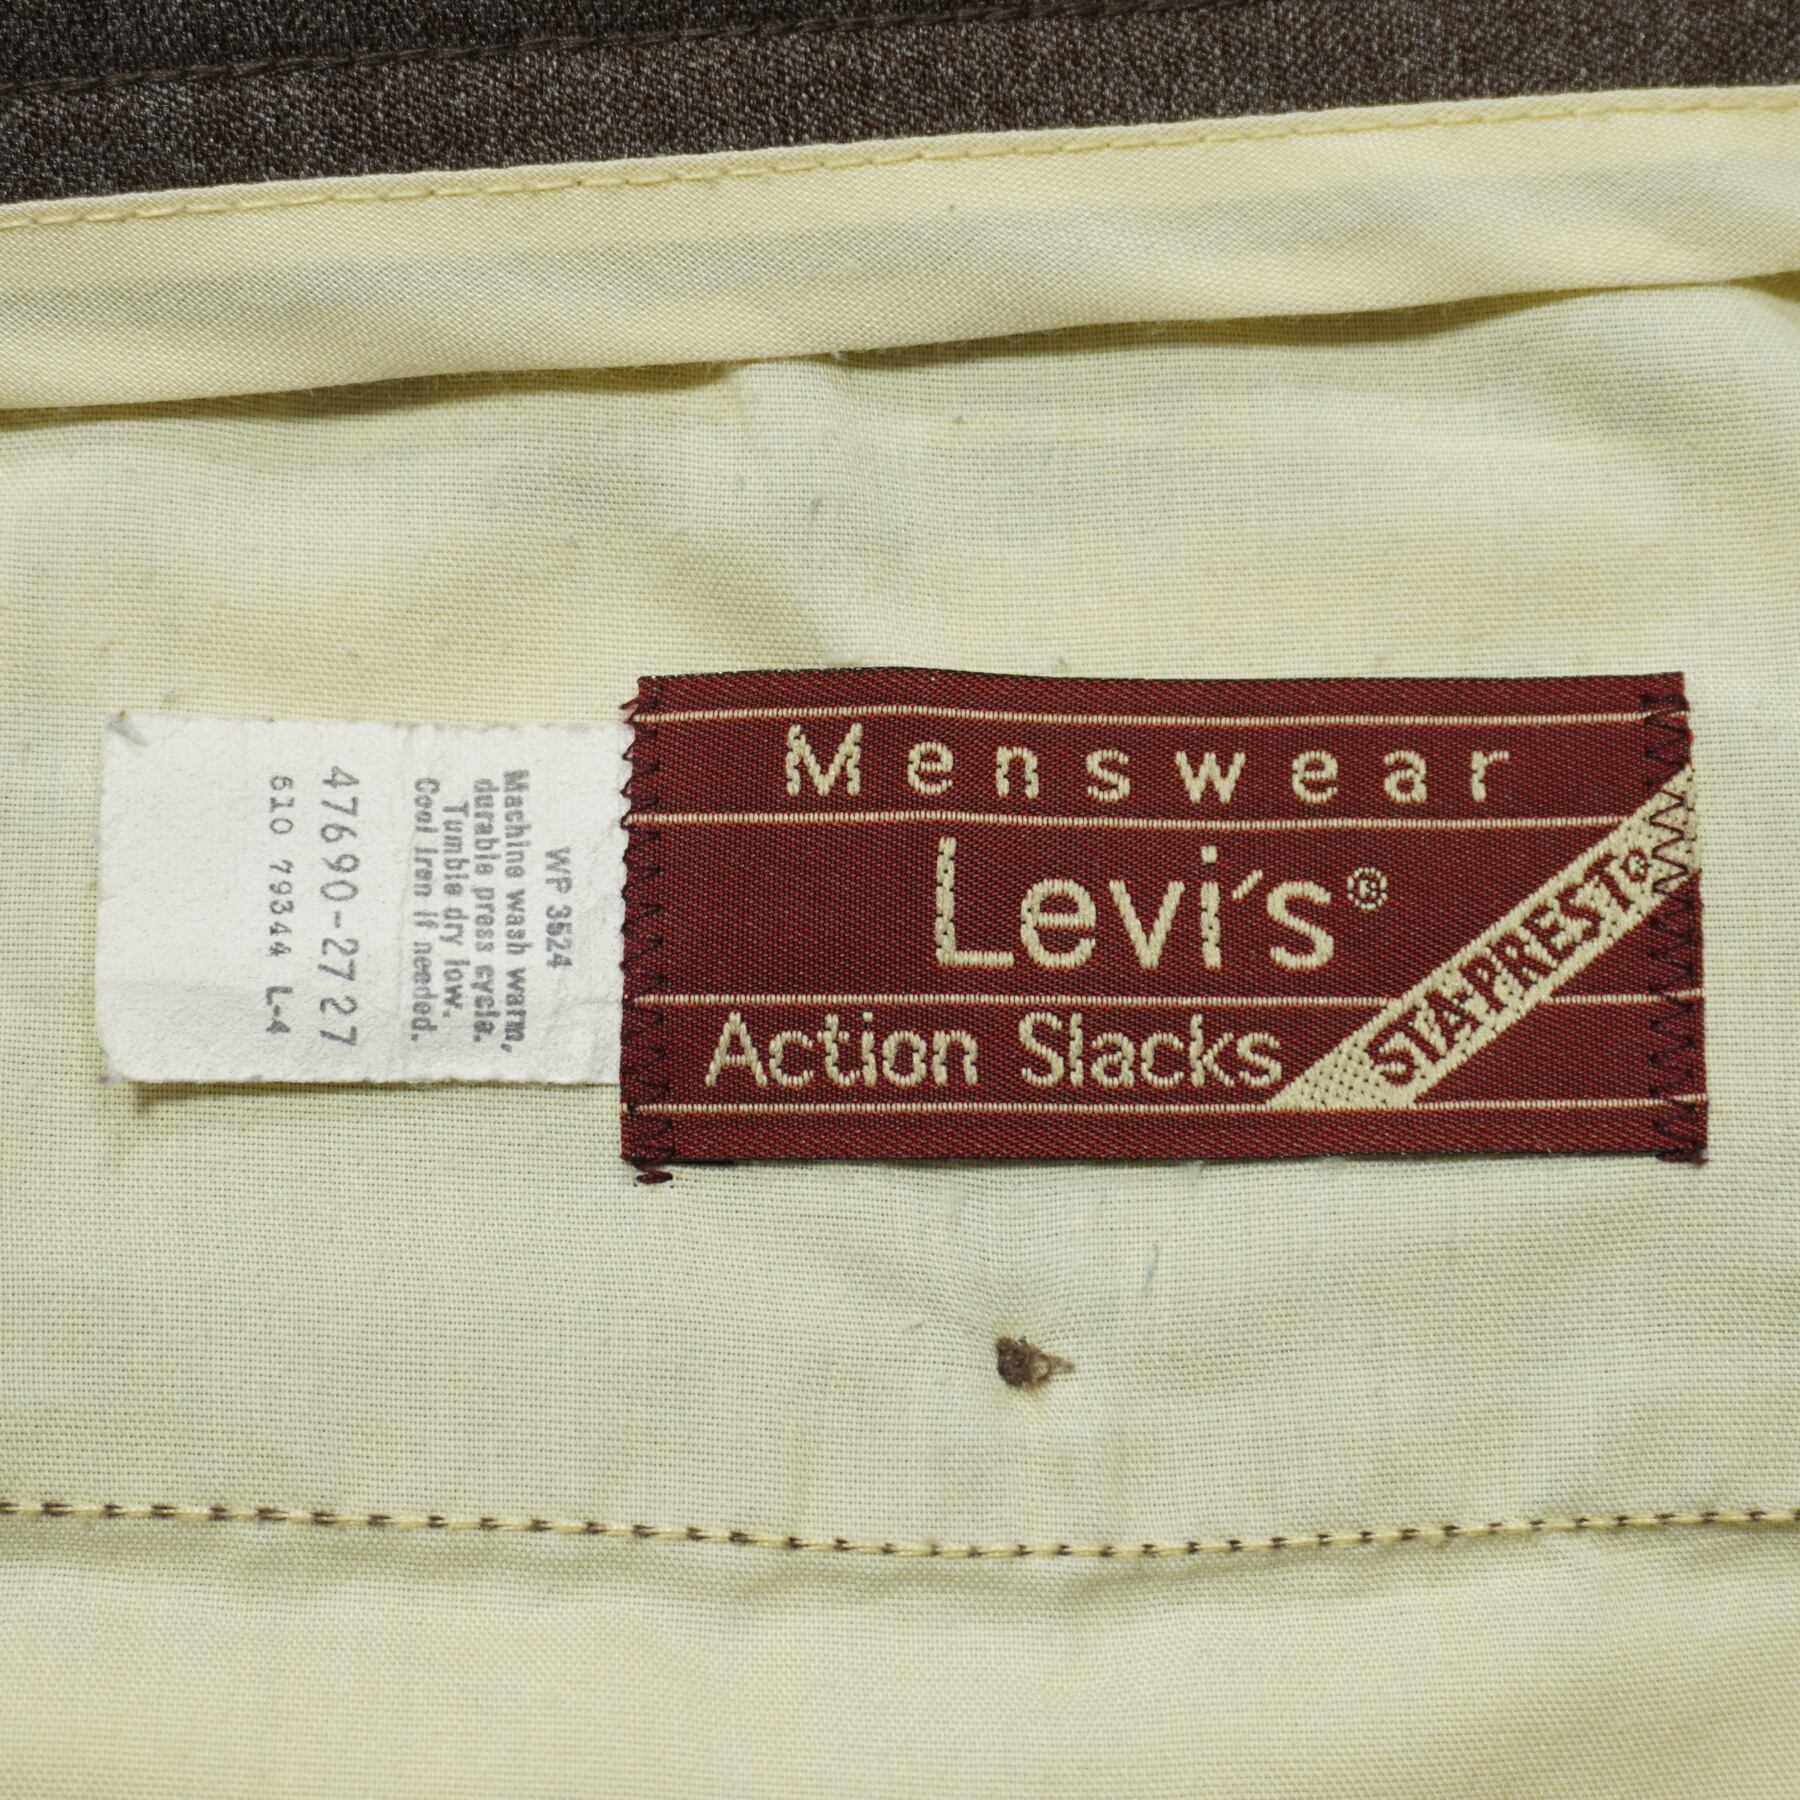 Menswear
Levi's®
Action Slacks
STA-PREST®
WP 3524
Machine wash warm,
durable press cycle.
Tumble dry low.
Cool iron if needed.
47690-2727
610 79344 L-4